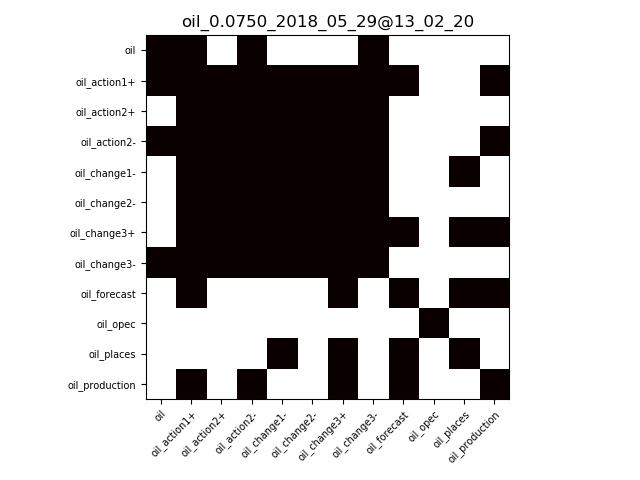 oil_0.0750_2018_05_29@13_02_20
oil
oil_action1+
oil_action2+
oil_action2-
oil_change1-
oil_change2-
oil_change3+
oil_change3-
oil_forecast
oil_opec
oil_places
oil_production
oil
oil_action1+
oil_action2+
oil_action2-
oil_change1-
oil_change2-
oil_change3+
oil_change3-
oil_forecast
oil_opec
oil_places
oil_production